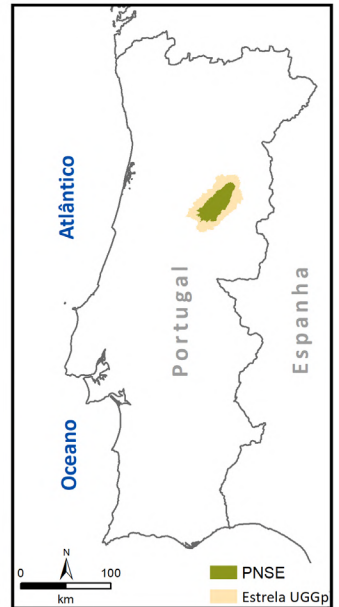 Atlântico
Oceano
Portugal
Espanha
N
0 100
km
PNSE
Estrela UGGp